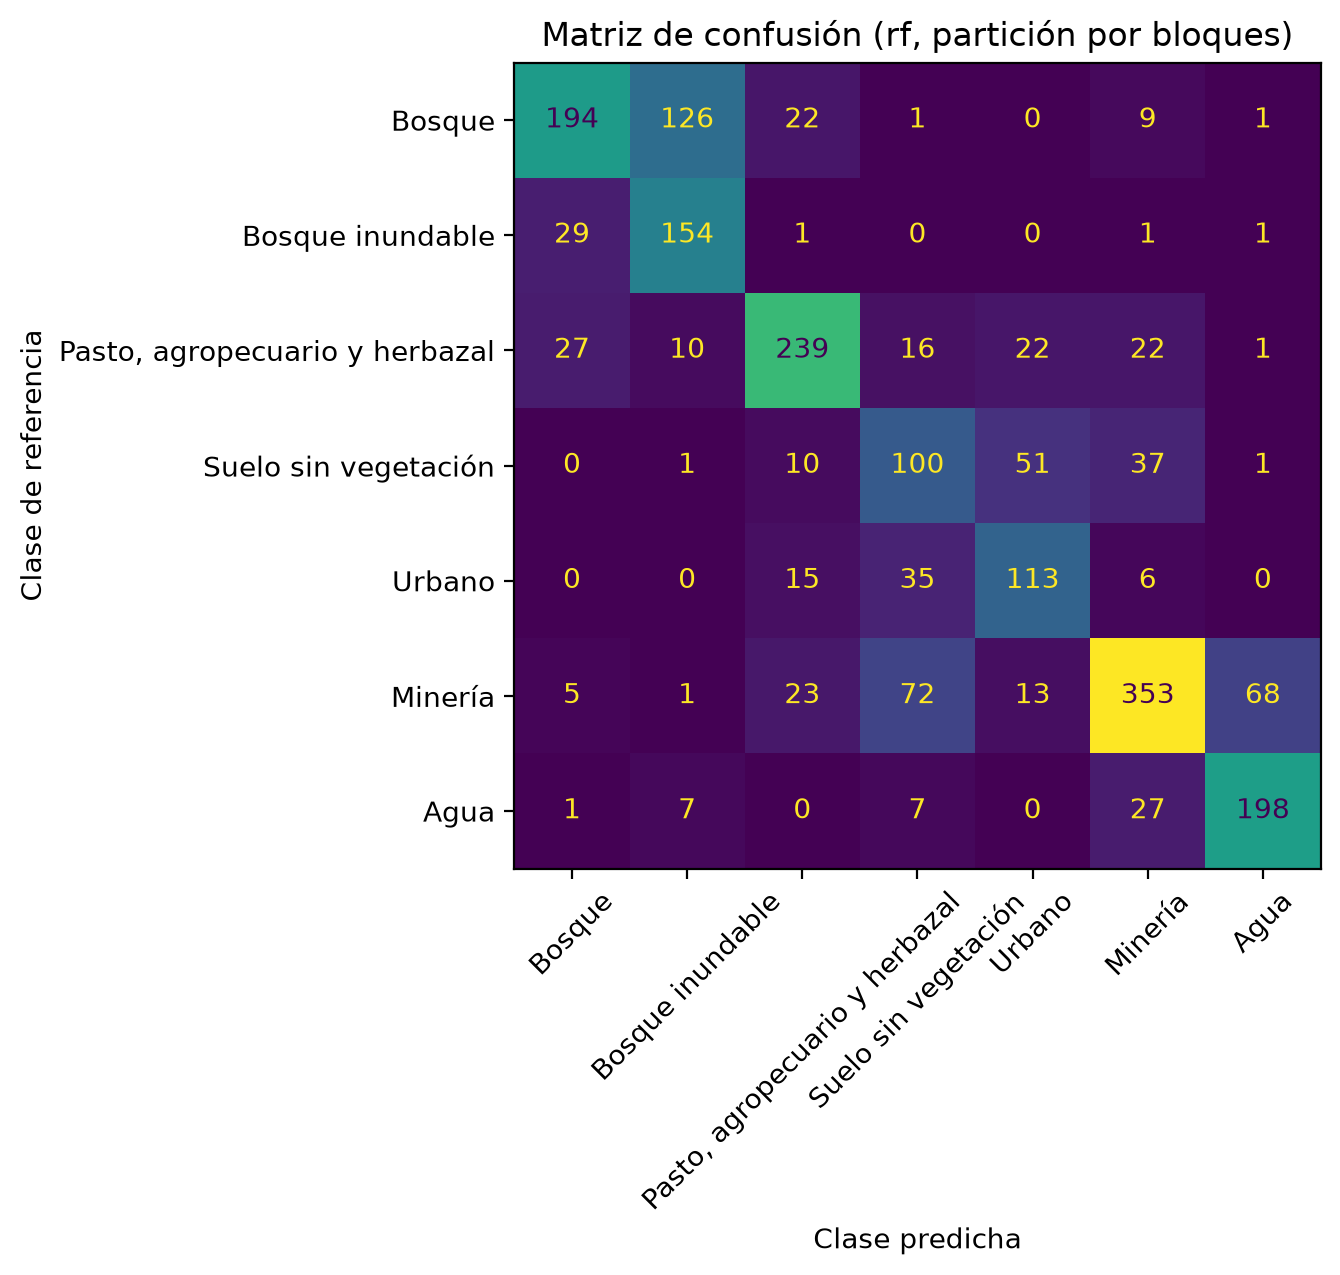 Matriz de confusión (rf, partición por bloques)
Clase de referencia
Bosque 194 126 22 1 0 9 1
Bosque inundable 29 154 1 0 0 1 1
Pasto, agropecuario y herbazal 27 10 239 16 22 22 1
Suelo sin vegetación 0 1 10 100 51 37 1
Urbano 0 0 15 35 113 6 0
Minería 5 1 23 72 13 353 68
Agua 1 7 0 7 0 27 198
Bosque
Bosque inundable
Pasto, agropecuario y herbazal
Suelo sin vegetación
Urbano
Minería
Agua
Clase predicha